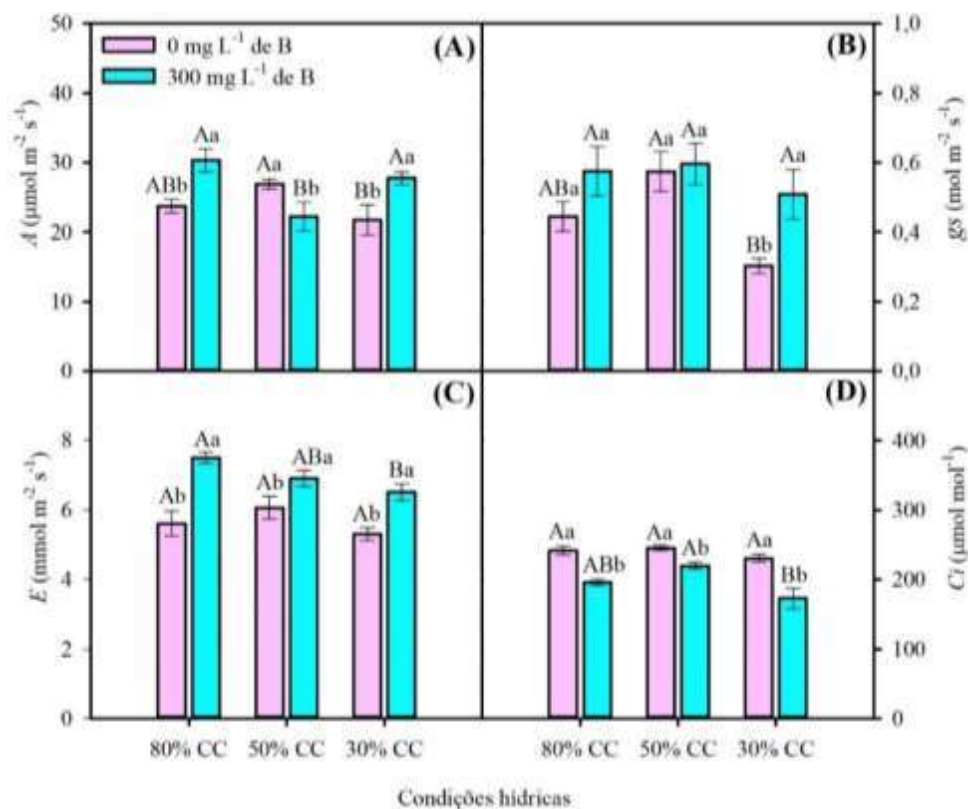 50
(A)
0 mg L⁻¹ de B
300 mg L⁻¹ de B
40
30
20
10
0
A (µmol m⁻² s⁻¹)
ABb
Aa
Aa
Bb
Bb
Aa
(B)
1,0
0,8
0,6
0,4
0,2
0,0
gs (mol m⁻² s⁻¹)
ABa
Aa
Aa
Aa
Bb
Aa
(C)
8
6
4
2
0
E (mmol m⁻² s⁻¹)
Ab
Aa
Ab
ABa
Ab
Ba
(D)
400
300
200
100
0
Ci (µmol mol⁻¹)
Aa
ABb
Aa
Ab
Aa
Bb
80% CC 50% CC 30% CC
80% CC 50% CC 30% CC
Condições hídricas